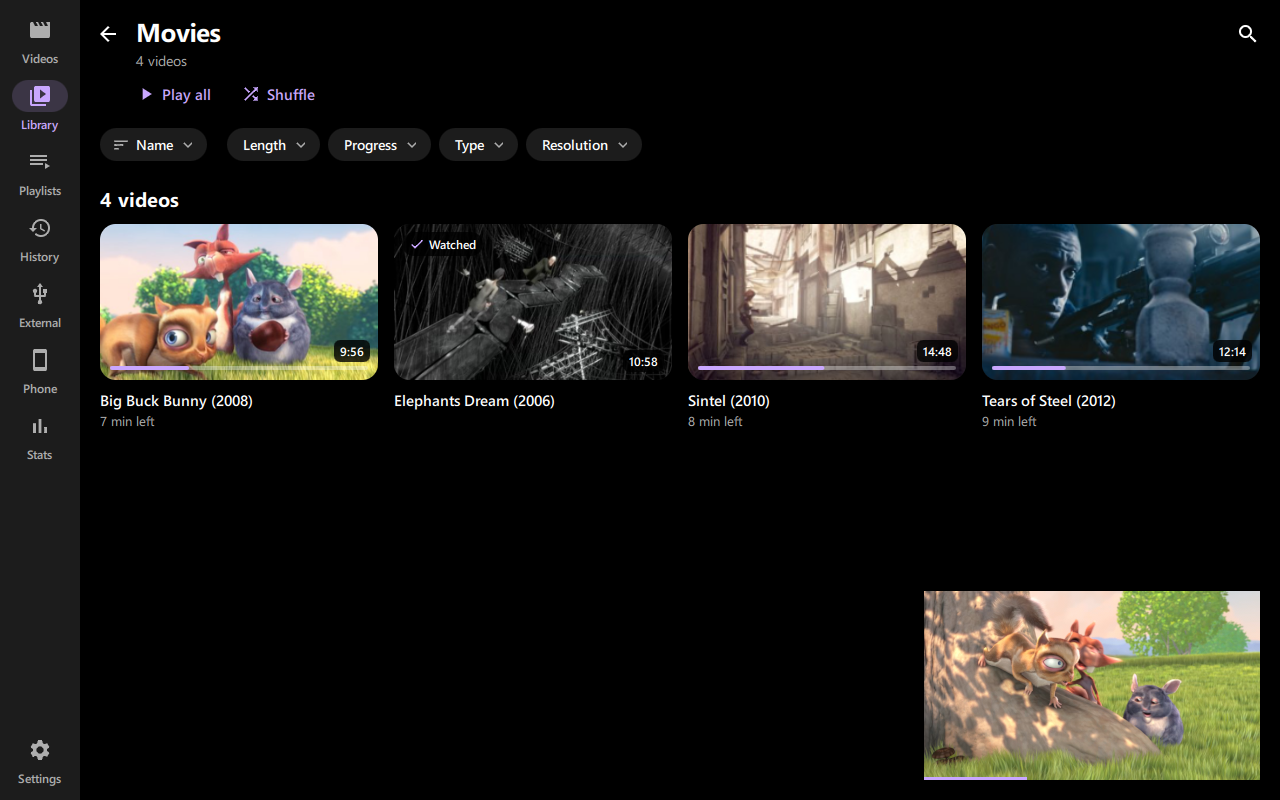 Videos
Library
Playlists
History
External
Phone
Stats
Settings
Movies
4 videos
Play all
Shuffle
Name
Length
Progress
Type
Resolution
4 videos
9:56
Big Buck Bunny (2008)
7 min left
Watched
10:58
Elephants Dream (2006)
14:48
Sintel (2010)
8 min left
12:14
Tears of Steel (2012)
9 min left